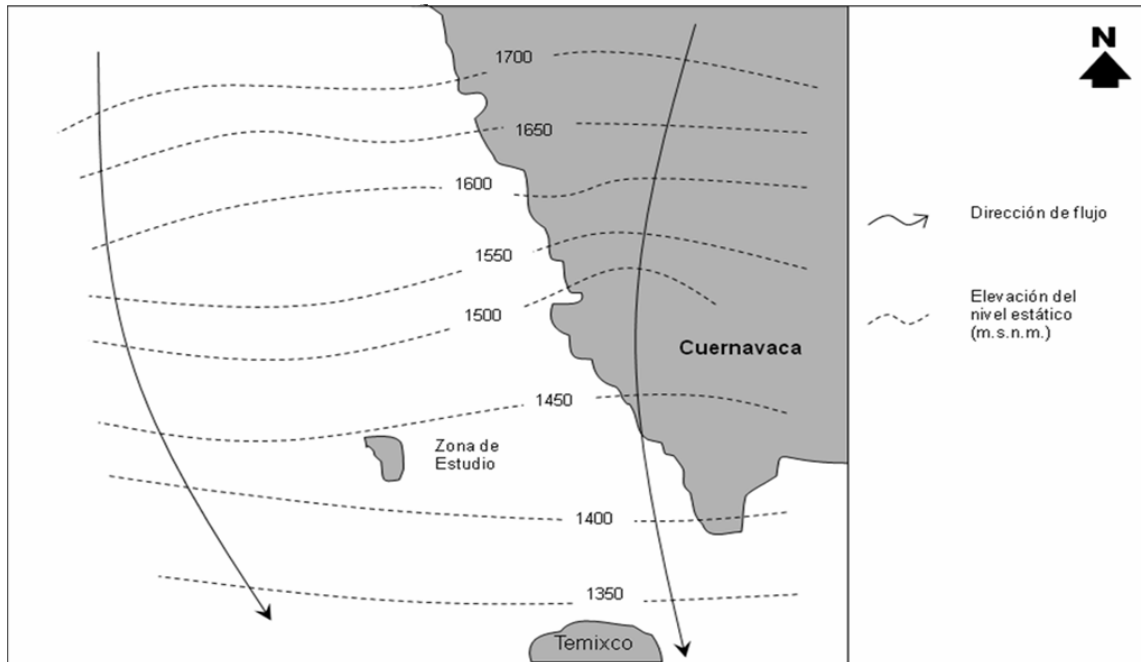 N
1700
1650
1600
1550
1500
Cuernavaca
1450
Zona de
Estudio
1400
1350
Temixco
Dirección de flujo
Elevación del
nivel estático
(m.s.n.m.)